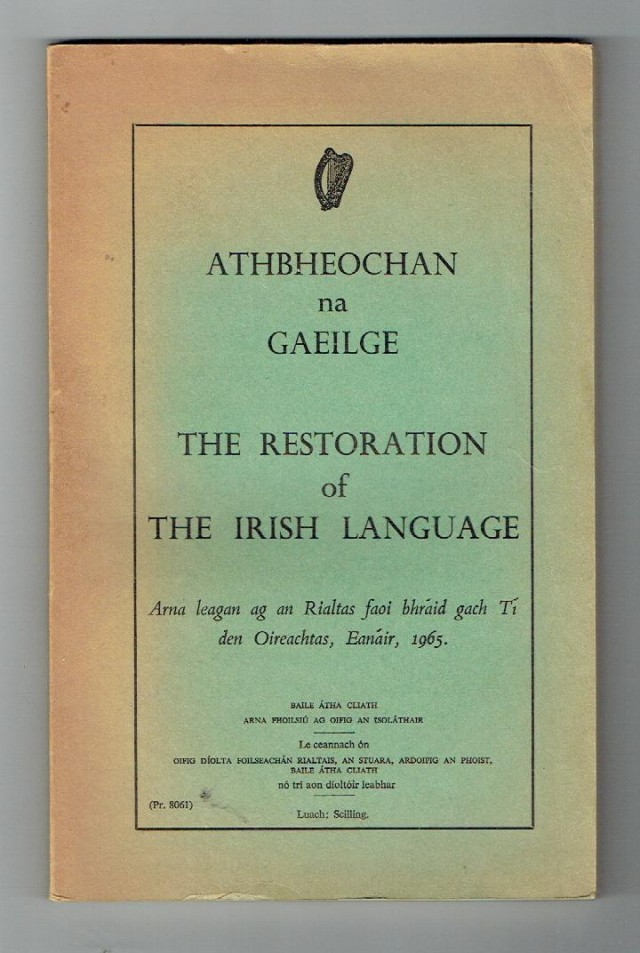 ATHBHEOCHAN
na
GAEILGE
THE RESTORATION
of
THE IRISH LANGUAGE
Arna leagan ag an Rialtas faoi bhráid gach Tí
den Oireachtas, Eanáir, 1965.
BAILE ÁTHA CLIATH
ARNA FHOILSIÚ AG OIFIG AN TSOLÁTHAIR
Le ceannach ón
OIFIG DÍOLTA FOILSEACHÁN RIALTAIS, AN STUARA, ARDOIFIG AN PHOIST,
BAILE ÁTHA CLIATH
nó trí aon díoltóir leabhar
(Pr. 8061)
Luach: Scilling.